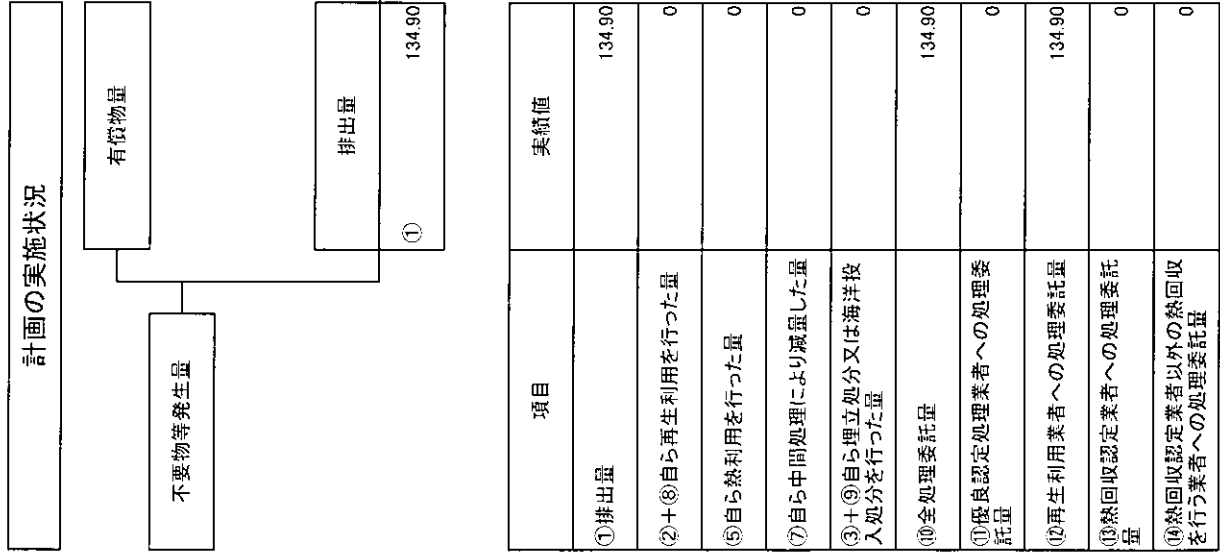 計画の実施状況
不要物等発生量
有償物量
排出量
① 134.90
項目 実績値
①排出量 134.90
②+⑧自ら再生利用を行った量 0
⑤自ら熱利用を行った量 0
⑦自ら中間処理により減量した量 0
③+⑨自ら埋立処分又は海洋投
入処分を行った量 0
⑩全処理委託量 134.90
⑪優良認定処理業者への処理委
託量 0
⑫再生利用業者への処理委託量 134.90
⑬熱回収認定業者への処理委託
量 0
⑭熱回収認定業者以外の熱回収
を行う業者への処理委託量 0